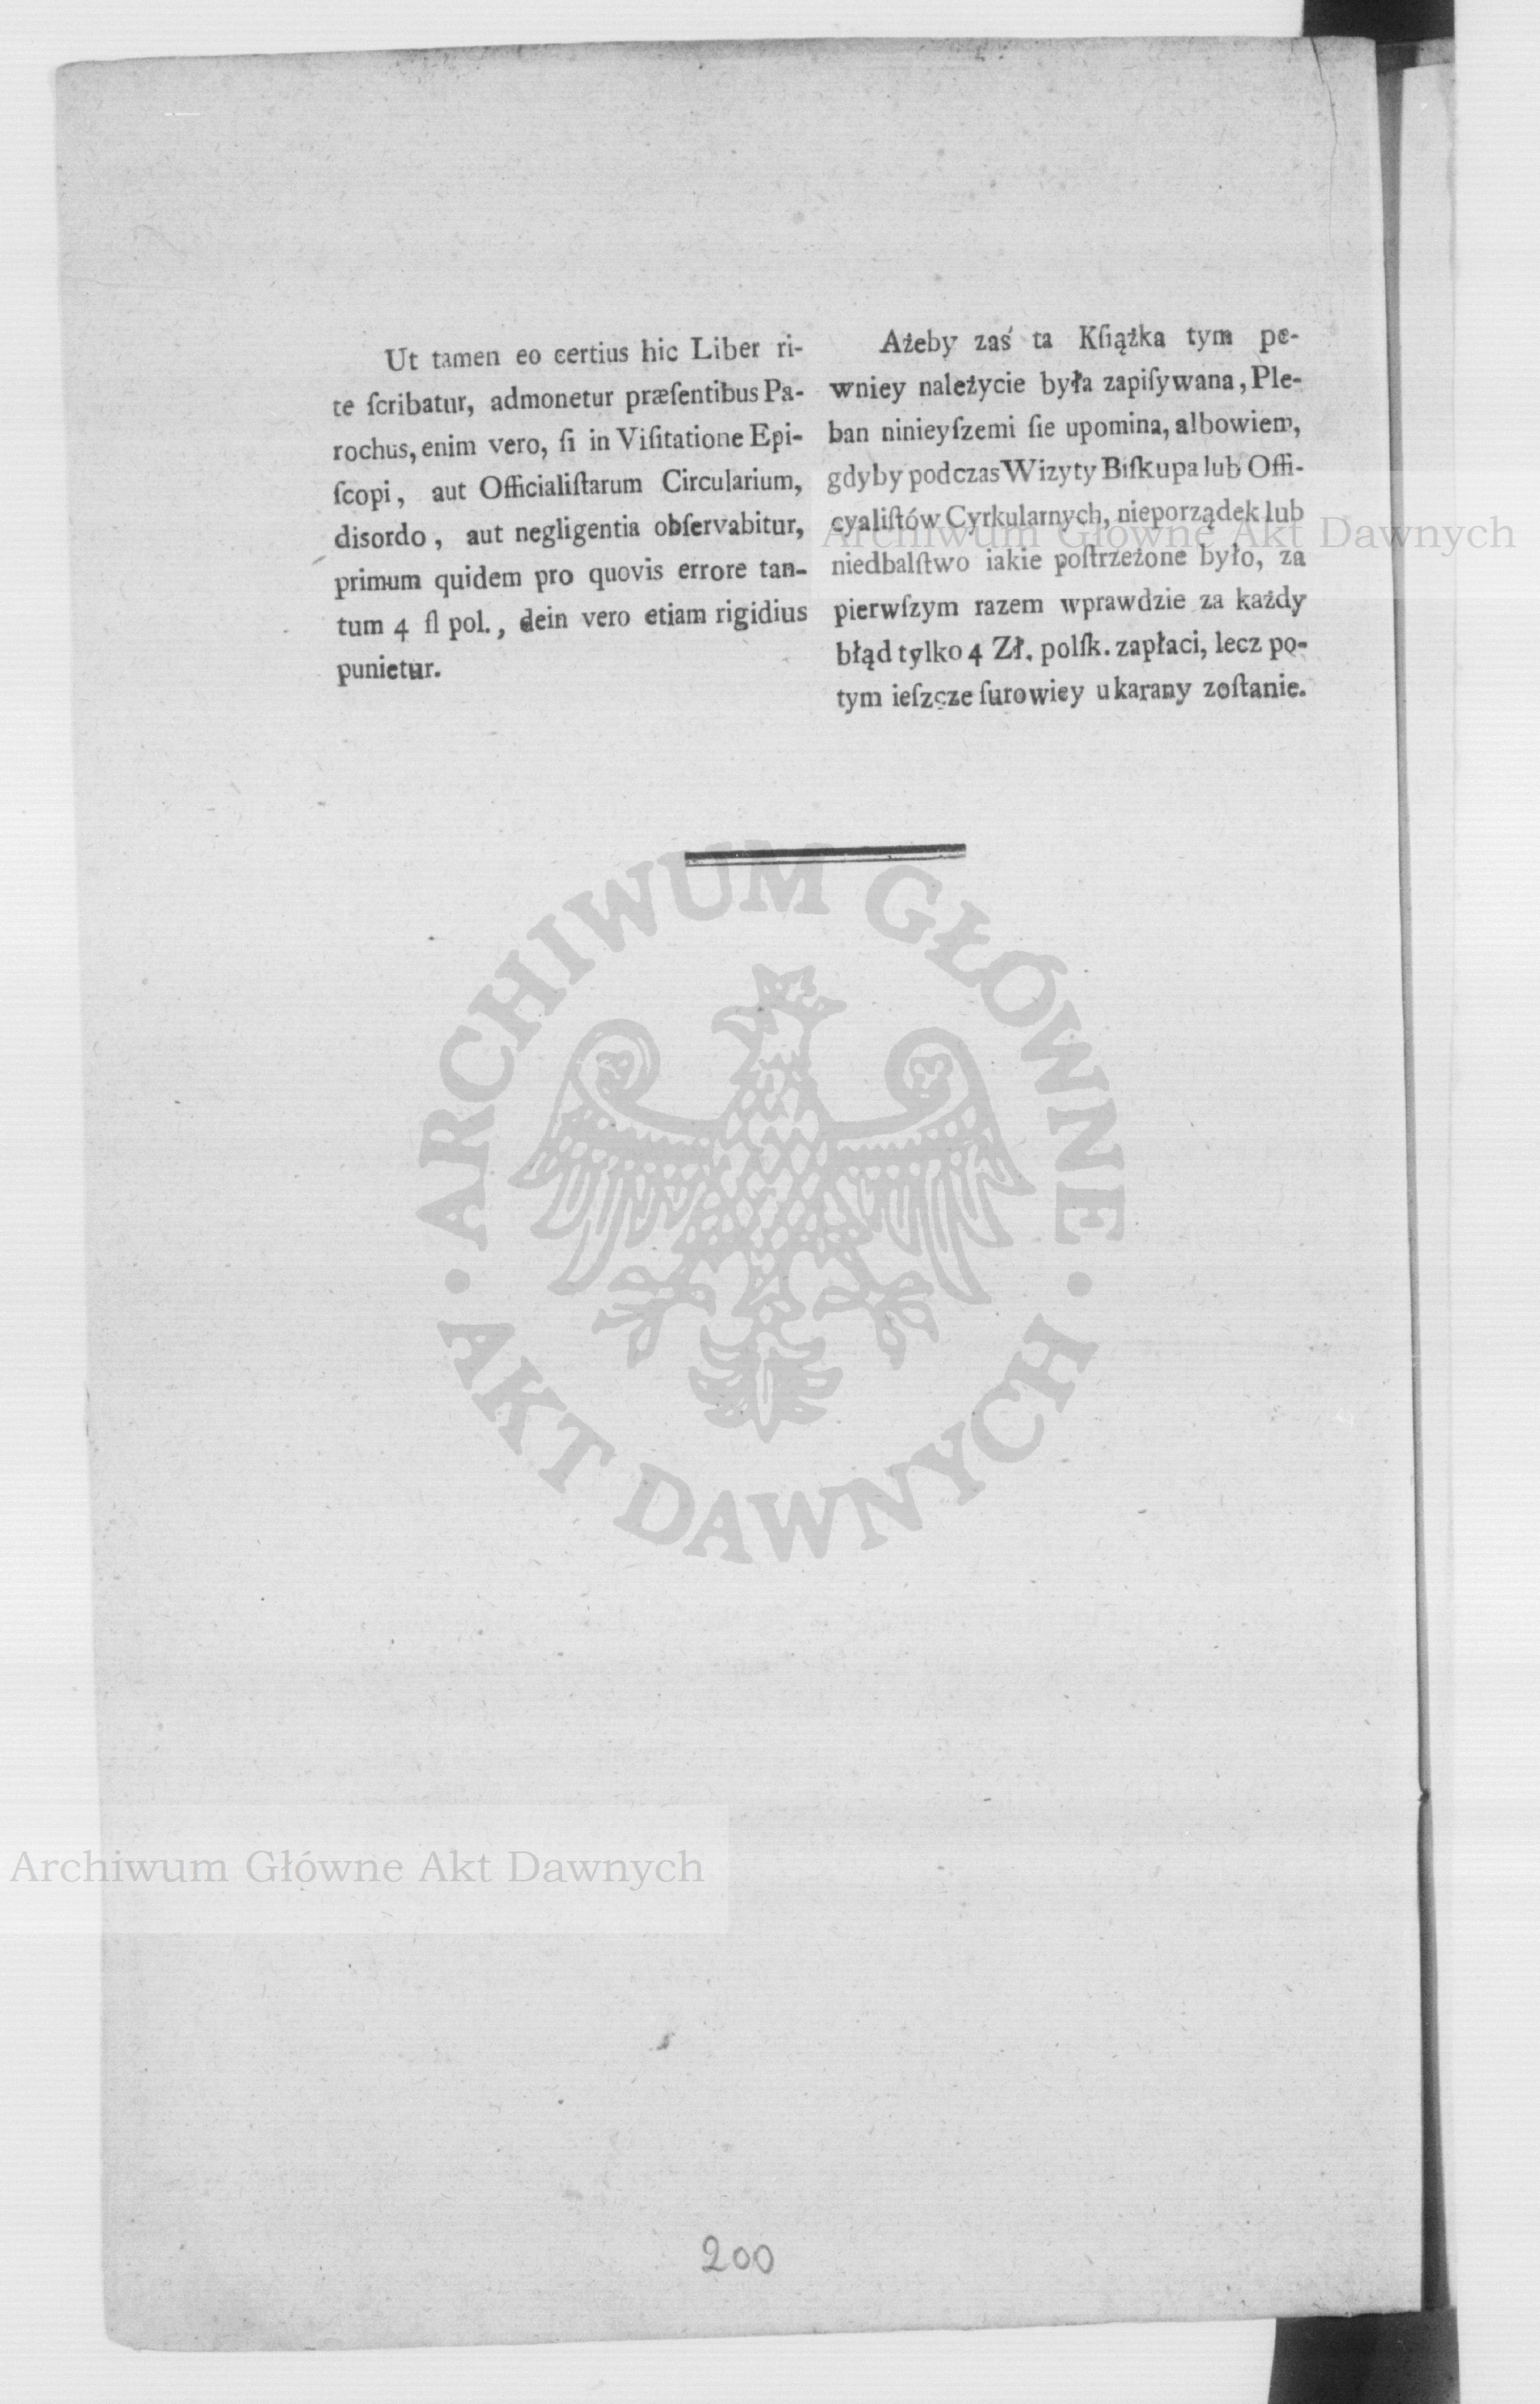 Ut tamen eo certius hic Liber ri-
te ſcribatur, admonetur præſentibus Pa-
rochus, enim vero, ſi in Viſitatione Epi-
ſcopi, aut Officialiſtarum Circularium,
disordo, aut negligentia obſervabitur,
primum quidem pro quovis errore tan-
tum 4 fl pol., dein vero etiam rigidius
punietur.
Ażeby zaś ta Kſiążka tym pe-
wniey należycie była zapiſywana, Ple-
ban ninieyſzemi ſie upomina, albowiem,
gdyby podczas Wizyty Biſkupa lub Offi-
cyaliſtów Cyrkularnych, nieporządek lub
niedbalſtwo iakie poſtrzeżone było, za
pierwſzym razem wprawdzie za każdy
błąd tylko 4 Zł. polſk. zapłaci, lecz po-
tym ieſzcze ſurowiey ukarany zoſtanie.
Archiwum Główne Akt Dawnych
ARCHIWUM GŁÓWNE
• AKT DAWNYCH •
Archiwum Główne Akt Dawnych
200